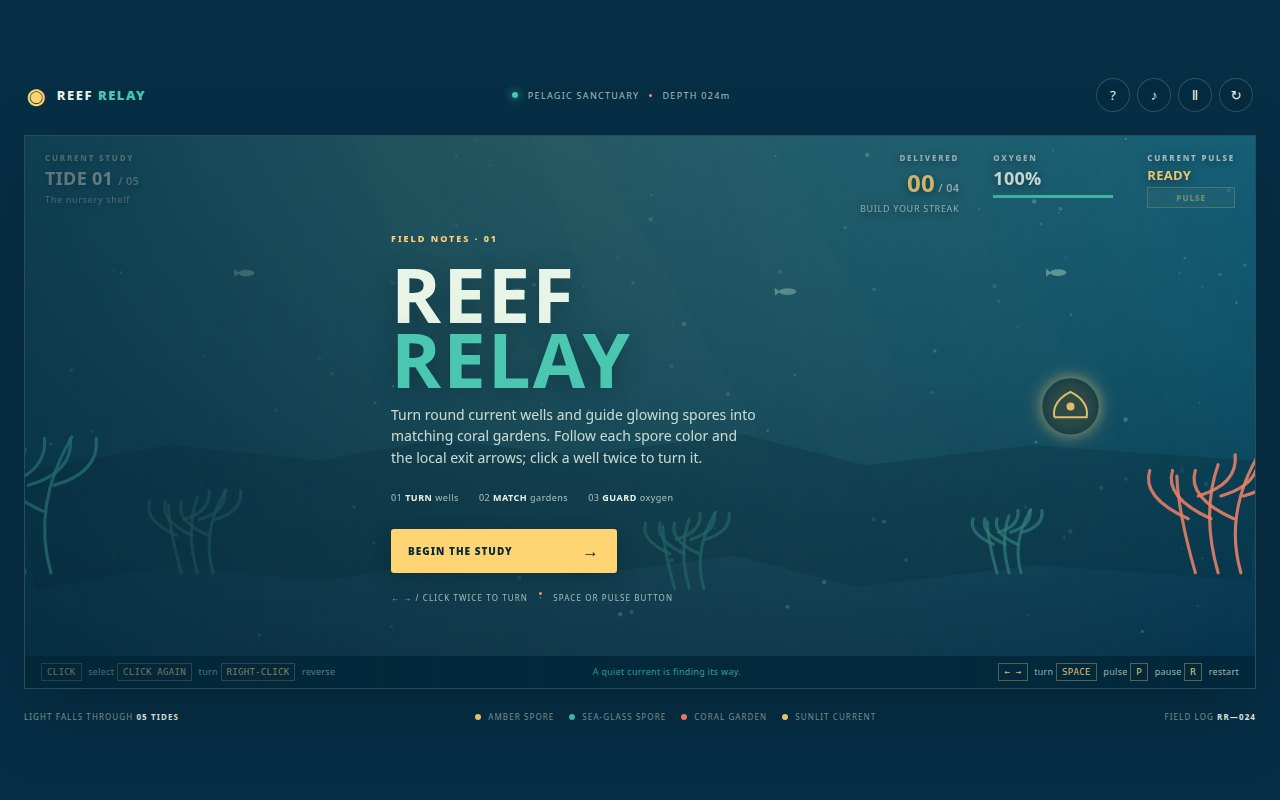 REEF RELAY
PELAGIC SANCTUARY • DEPTH 024m
? ♪ Ⅱ ↻
CURRENT STUDY
TIDE 01 / 05
The nursery shelf
DELIVERED
00 / 04
BUILD YOUR STREAK
OXYGEN
100%
CURRENT PULSE
READY
PULSE
FIELD NOTES · 01
REEF
RELAY
Turn round current wells and guide glowing spores into
matching coral gardens. Follow each spore color and
the local exit arrows; click a well twice to turn it.
01 TURN wells 02 MATCH gardens 03 GUARD oxygen
BEGIN THE STUDY →
← → / CLICK TWICE TO TURN • SPACE OR PULSE BUTTON
CLICK select CLICK AGAIN turn RIGHT-CLICK reverse
A quiet current is finding its way.
← → turn SPACE pulse P pause R restart
LIGHT FALLS THROUGH 05 TIDES
AMBER SPORE SEA-GLASS SPORE CORAL GARDEN SUNLIT CURRENT
FIELD LOG RR—024